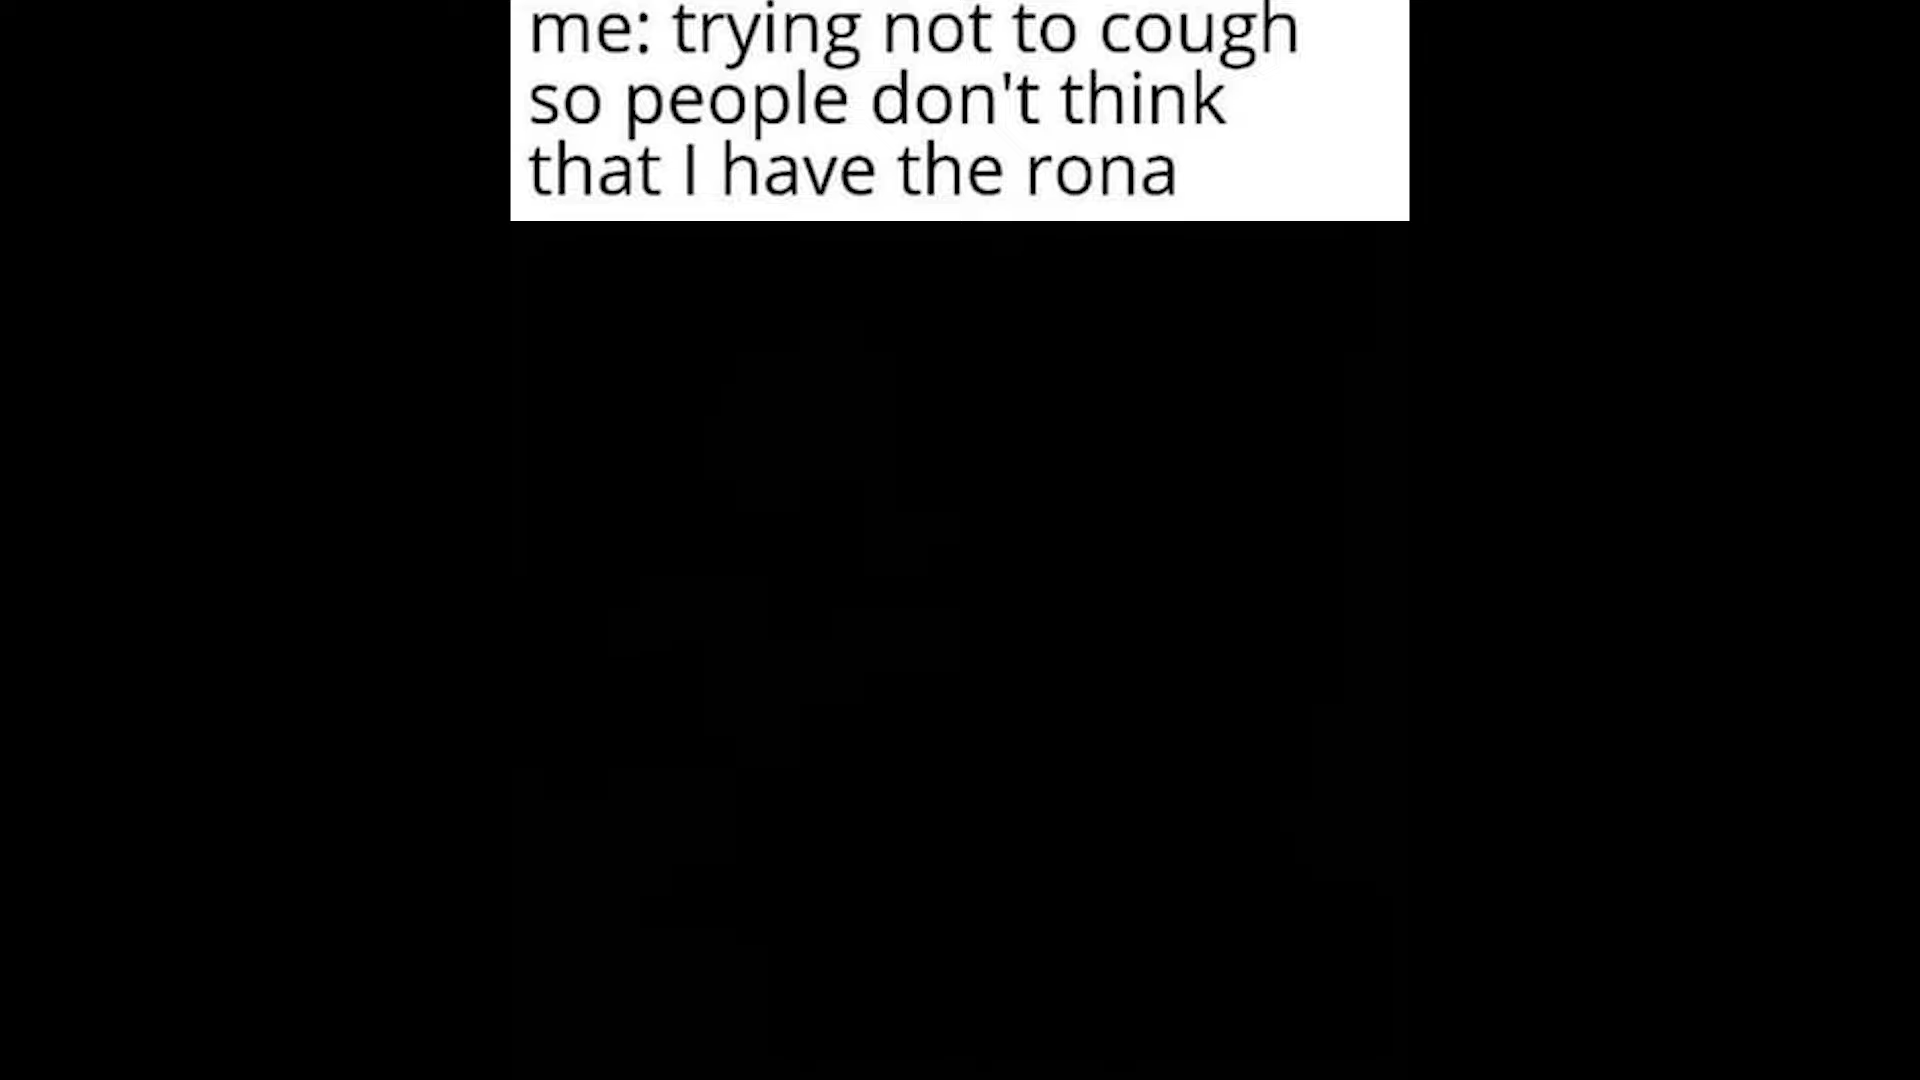 me: trying not to cough
so people don't think
that I have the rona